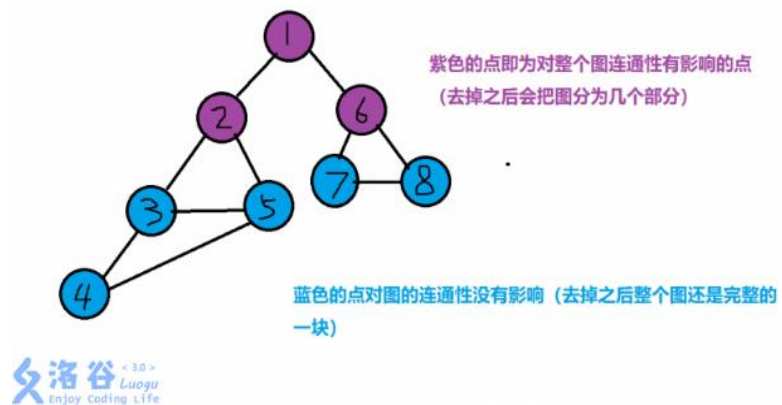 1
紫色的点即为对整个图连通性有影响的点
（去掉之后会把图分为几个部分）
2
6
7
8
3
5
4
蓝色的点对图的连通性没有影响（去掉之后整个图还是完整的
一块）
洛谷 <3.0> Luogu
Enjoy Coding Life